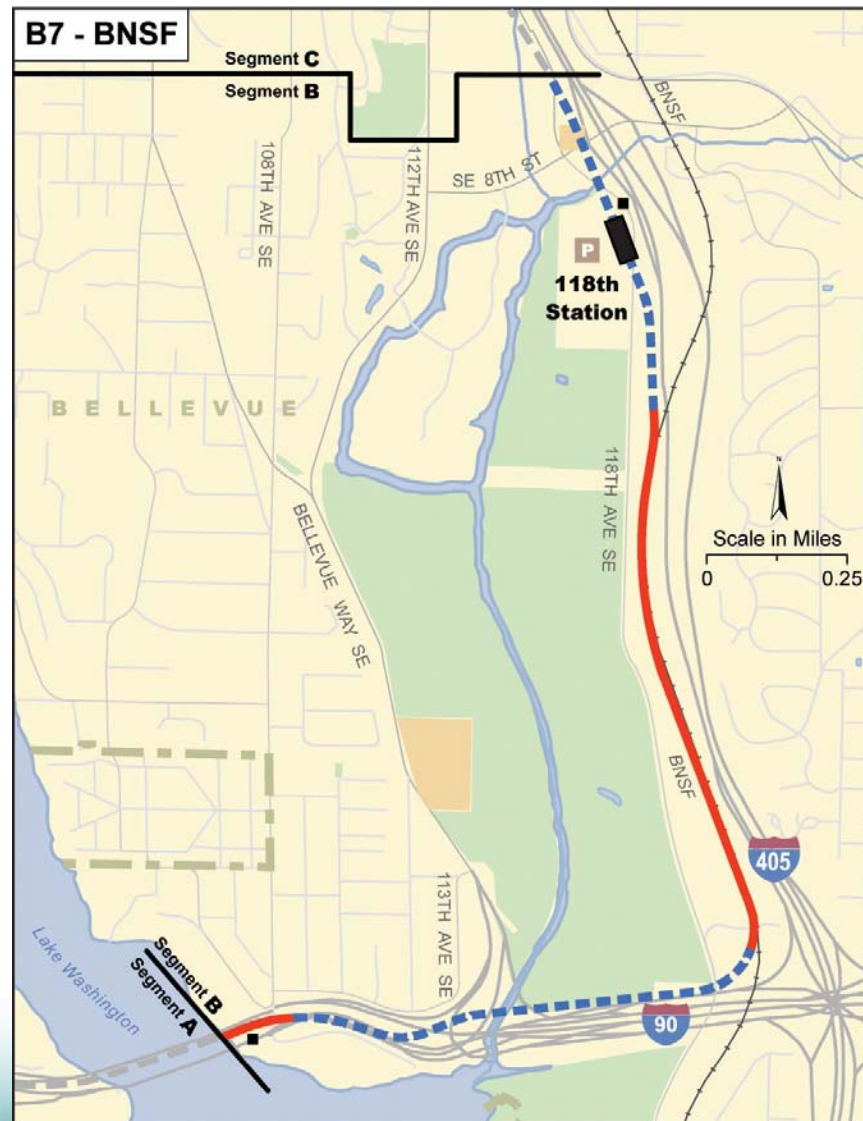 B7 - BNSF
Segment C
Segment B
BNSF
108TH AVE SE
112TH AVE SE
SE 8TH ST
P
118th
Station
BELLEVUE
118TH AVE SE
N
Scale in Miles
0 0.25
BELLEVUE WAY SE
BNSF
405
113TH AVE SE
Lake Washington
Segment B
Segment A
90